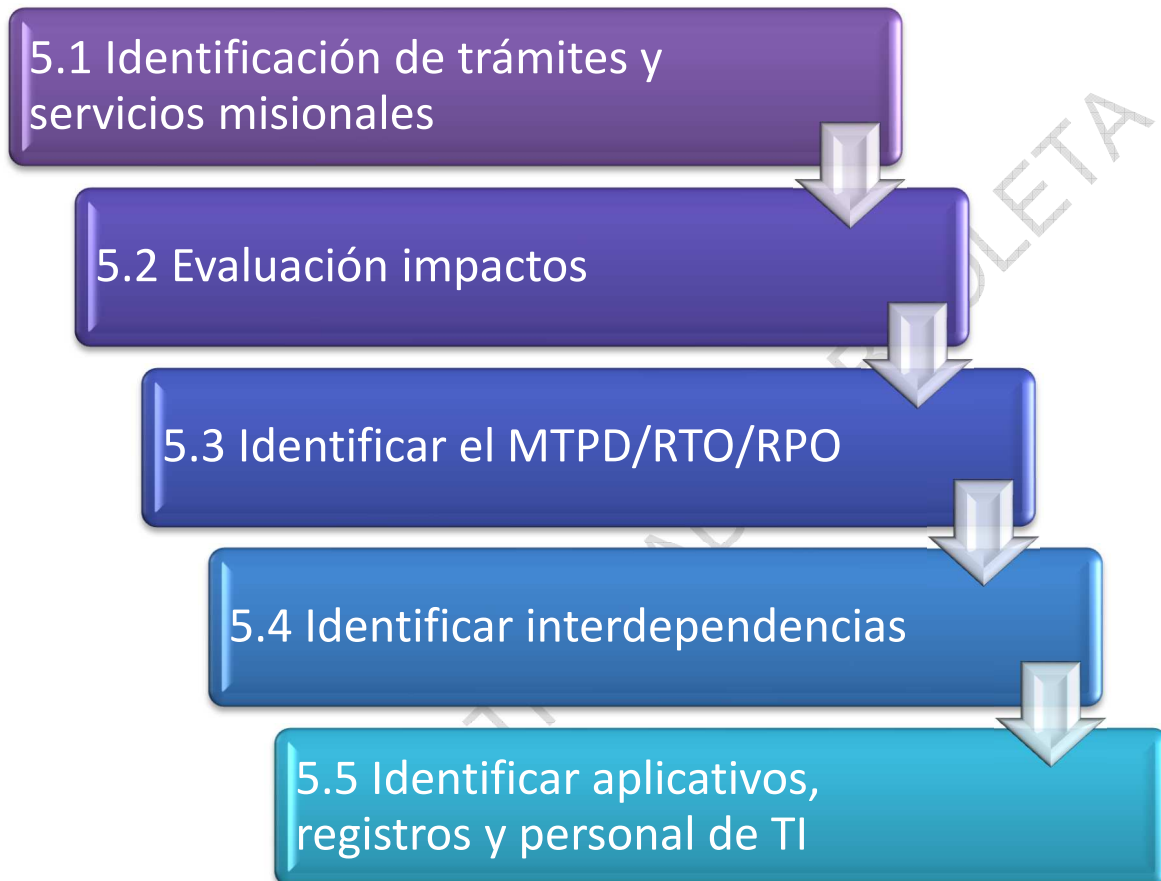 5.1 Identificación de trámites y
servicios misionales
5.2 Evaluación impactos
5.3 Identificar el MTPD/RTO/RPO
5.4 Identificar interdependencias
5.5 Identificar aplicativos,
registros y personal de TI